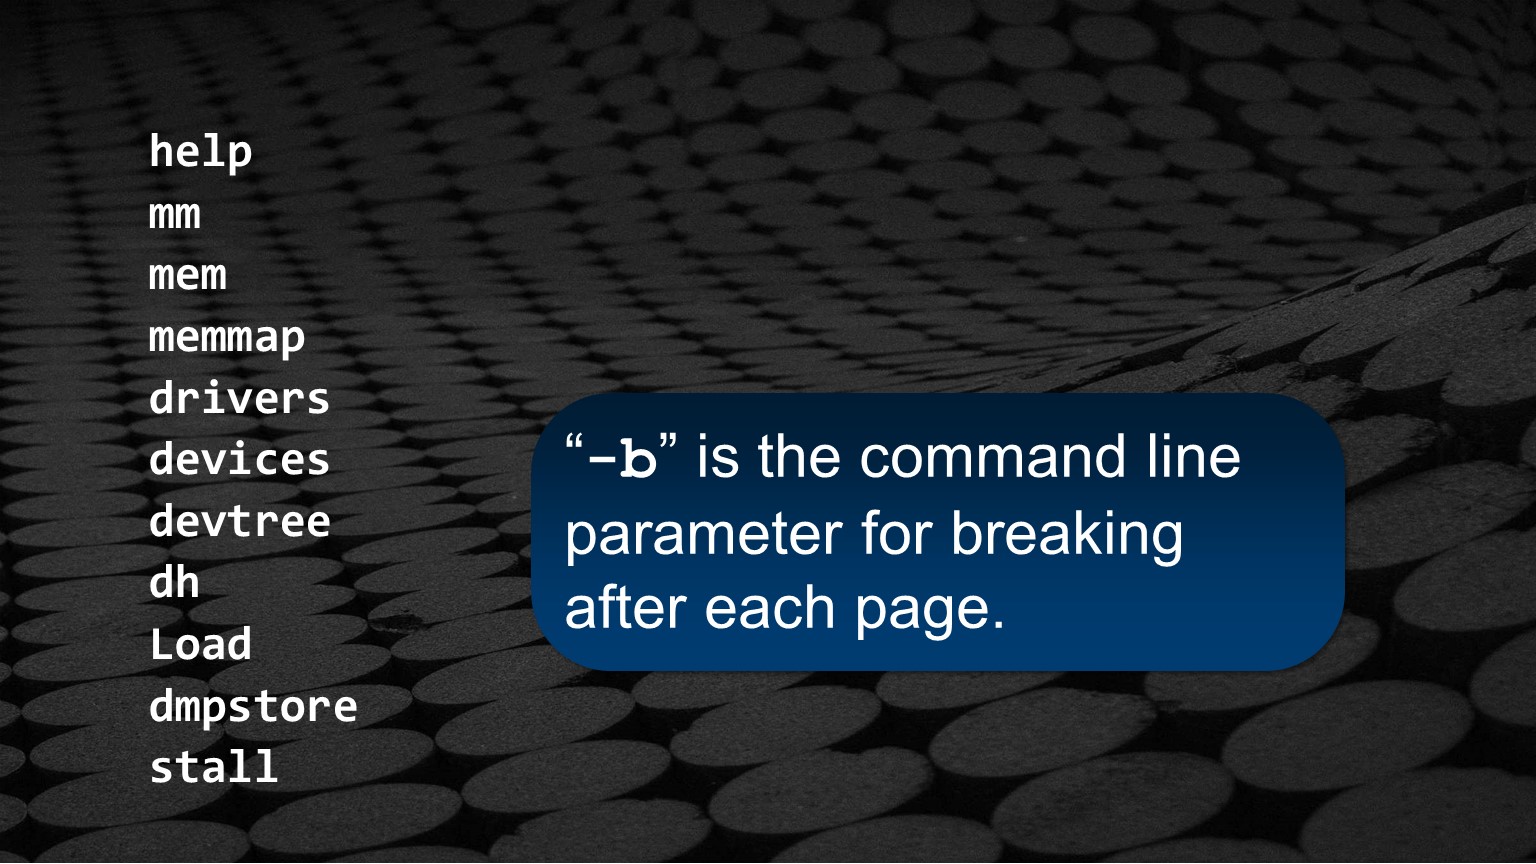 help
mm
mem
memmap
drivers
devices
devtree
dh
Load
dmpstore
stall
“-b” is the command line
parameter for breaking
after each page.